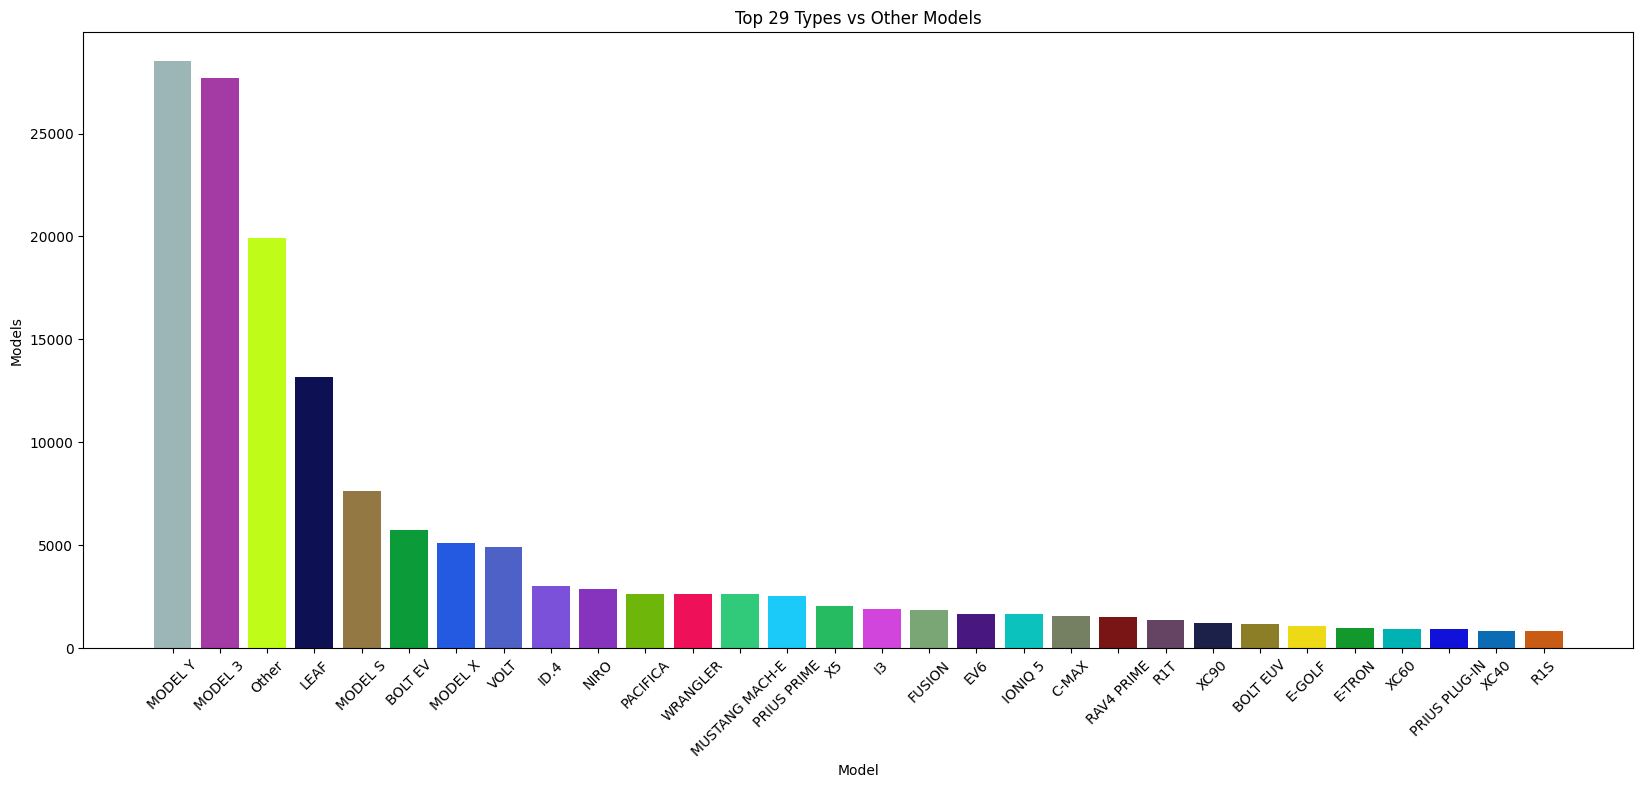 Top 29 Types vs Other Models
Models
25000
20000
15000
10000
5000
0
MODEL Y
MODEL 3
Other
LEAF
MODEL S
BOLT EV
MODEL X
VOLT
ID.4
NIRO
PACIFICA
WRANGLER
MUSTANG MACH-E
PRIUS PRIME
X5
I3
FUSION
EV6
IONIQ 5
C-MAX
RAV4 PRIME
R1T
XC90
BOLT EUV
E-GOLF
E-TRON
XC60
PRIUS PLUG-IN
XC40
R1S
Model